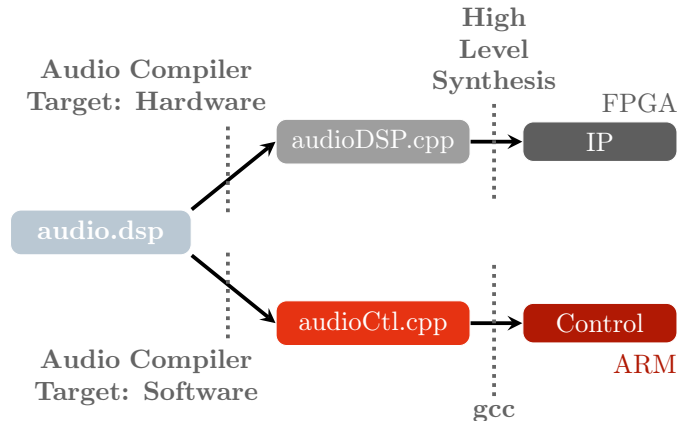 High
Level
Synthesis
Audio Compiler
Target: Hardware
FPGA
audioDSP.cpp
IP
audio.dsp
audioCtl.cpp
Control
Audio Compiler
Target: Software
ARM
gcc